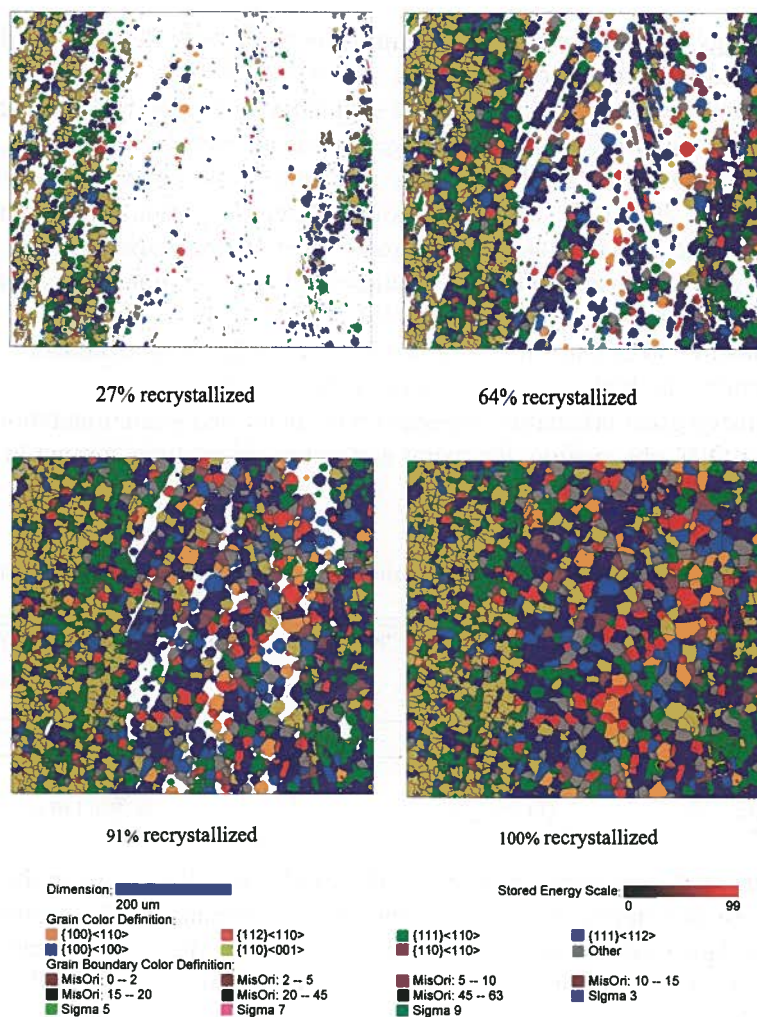 27% recrystallized
64% recrystallized
91% recrystallized
100% recrystallized
Dimension:
200 um
Stored Energy Scale:
0 99
Grain Color Definition:
{100}<110> {112}<110> {111}<110> {111}<112>
{100}<100> {110}<001> {110}<110> Other
Grain Boundary Color Definition:
MisOri: 0 -- 2 MisOri: 2 -- 5 MisOri: 5 -- 10 MisOri: 10 -- 15
MisOri: 15 -- 20 MisOri: 20 -- 45 MisOri: 45 -- 63 Sigma 3
Sigma 5 Sigma 7 Sigma 9